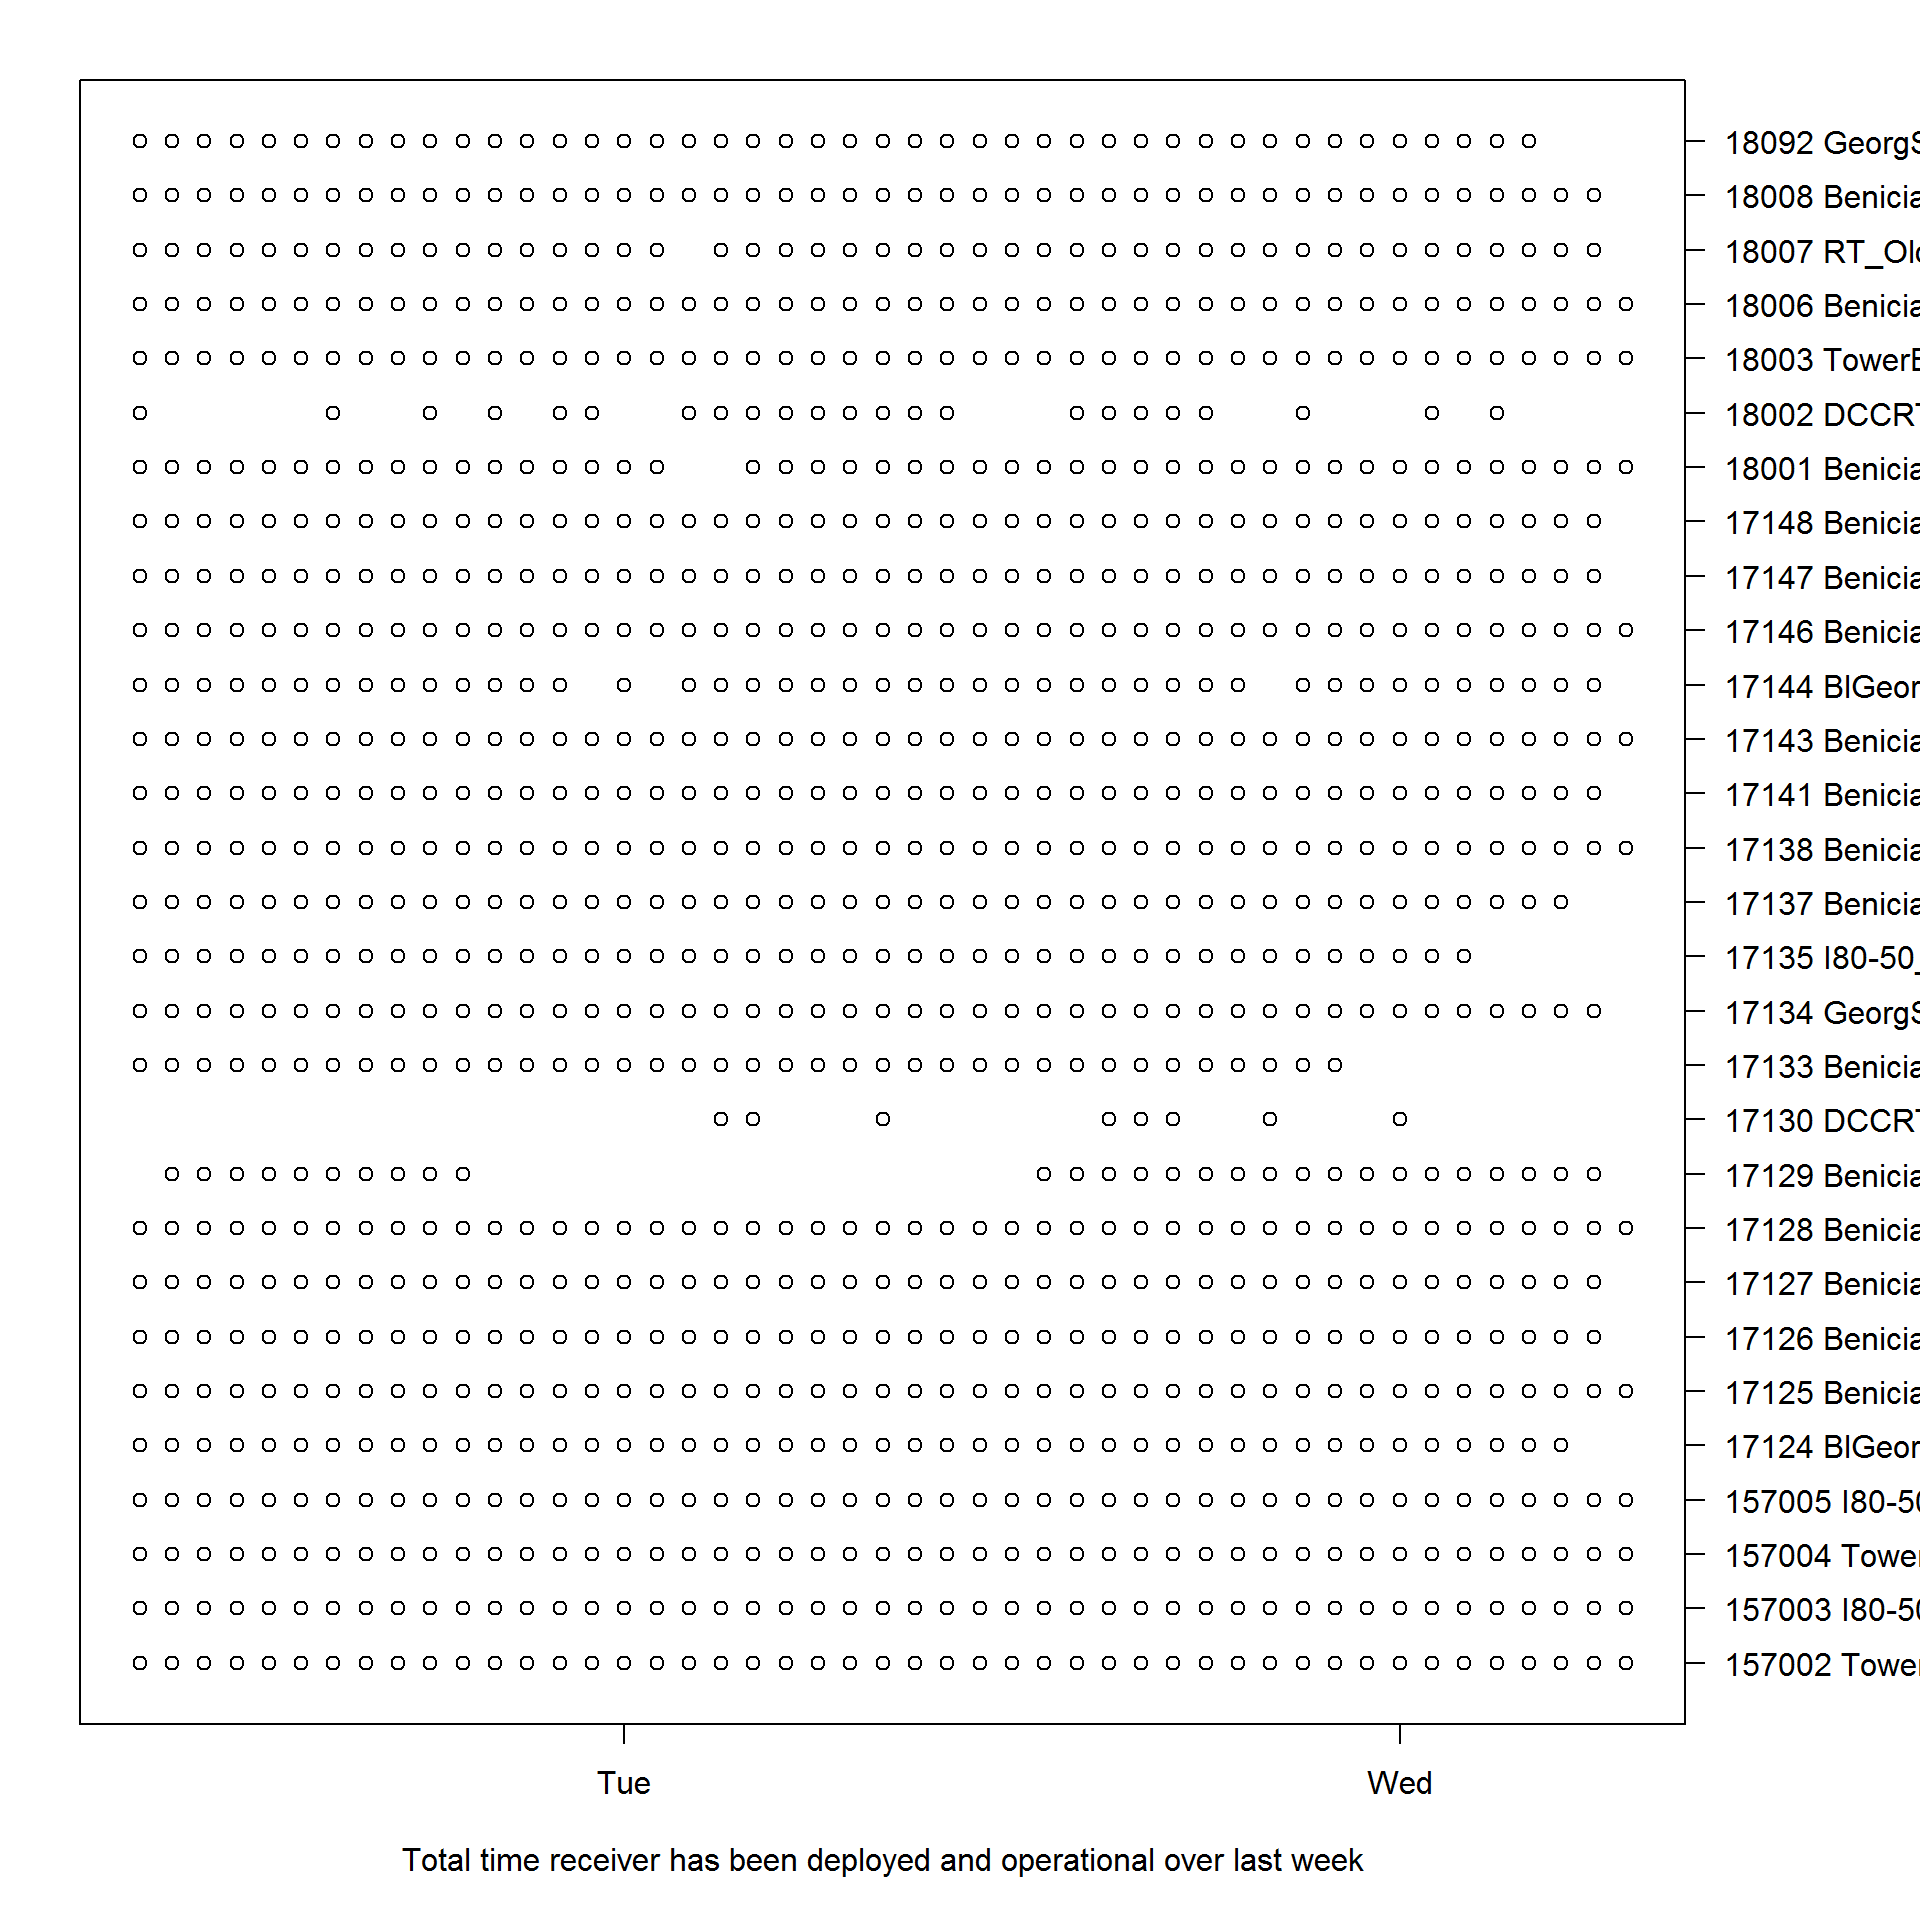 18092 GeorgS
18008 Benicia
18007 RT_Old
18006 Benicia
18003 TowerB
18002 DCCRT
18001 Benicia
17148 Benicia
17147 Benicia
17146 Benicia
17144 BlGeor
17143 Benicia
17141 Benicia
17138 Benicia
17137 Benicia
17135 I80-50_
17134 GeorgS
17133 Benicia
17130 DCCRT
17129 Benicia
17128 Benicia
17127 Benicia
17126 Benicia
17125 Benicia
17124 BlGeor
157005 I80-50
157004 Tower
157003 I80-50
157002 Tower
Tue Wed
Total time receiver has been deployed and operational over last week